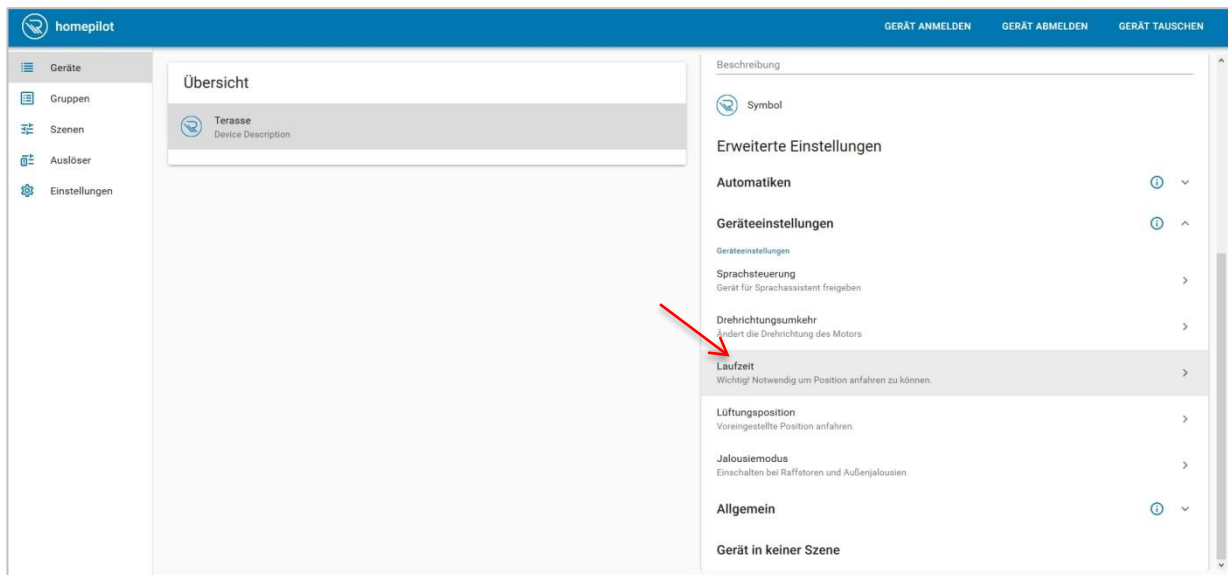 homepilot
GERÄT ANMELDEN GERÄT ABMELDEN GERÄT TAUSCHEN
Geräte
Gruppen
Szenen
Auslöser
Einstellungen
Übersicht
Terasse
Device Description
Beschreibung
Symbol
Erweiterte Einstellungen
Automatiken
Geräteeinstellungen
Geräteeinstellungen
Sprachsteuerung
Gerät für Sprachassistent freigeben
Drehrichtungsumkehr
Ändert die Drehrichtung des Motors
Laufzeit
Wichtig! Notwendig um Position anfahren zu können.
Lüftungsposition
Voreingestellte Position anfahren.
Jalousiemodus
Einschalten bei Raffstoren und Außenjalousien
Allgemein
Gerät in keiner Szene